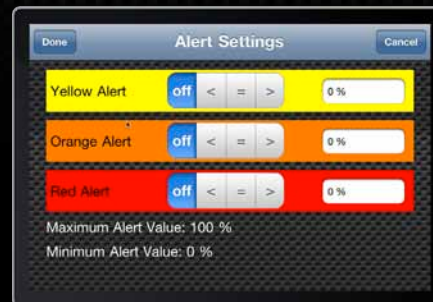 Done Alert Settings Cancel
Yellow Alert off < = > 0 %
Orange Alert off < = > 0 %
Red Alert off < = > 0 %
Maximum Alert Value: 100 %
Minimum Alert Value: 0 %